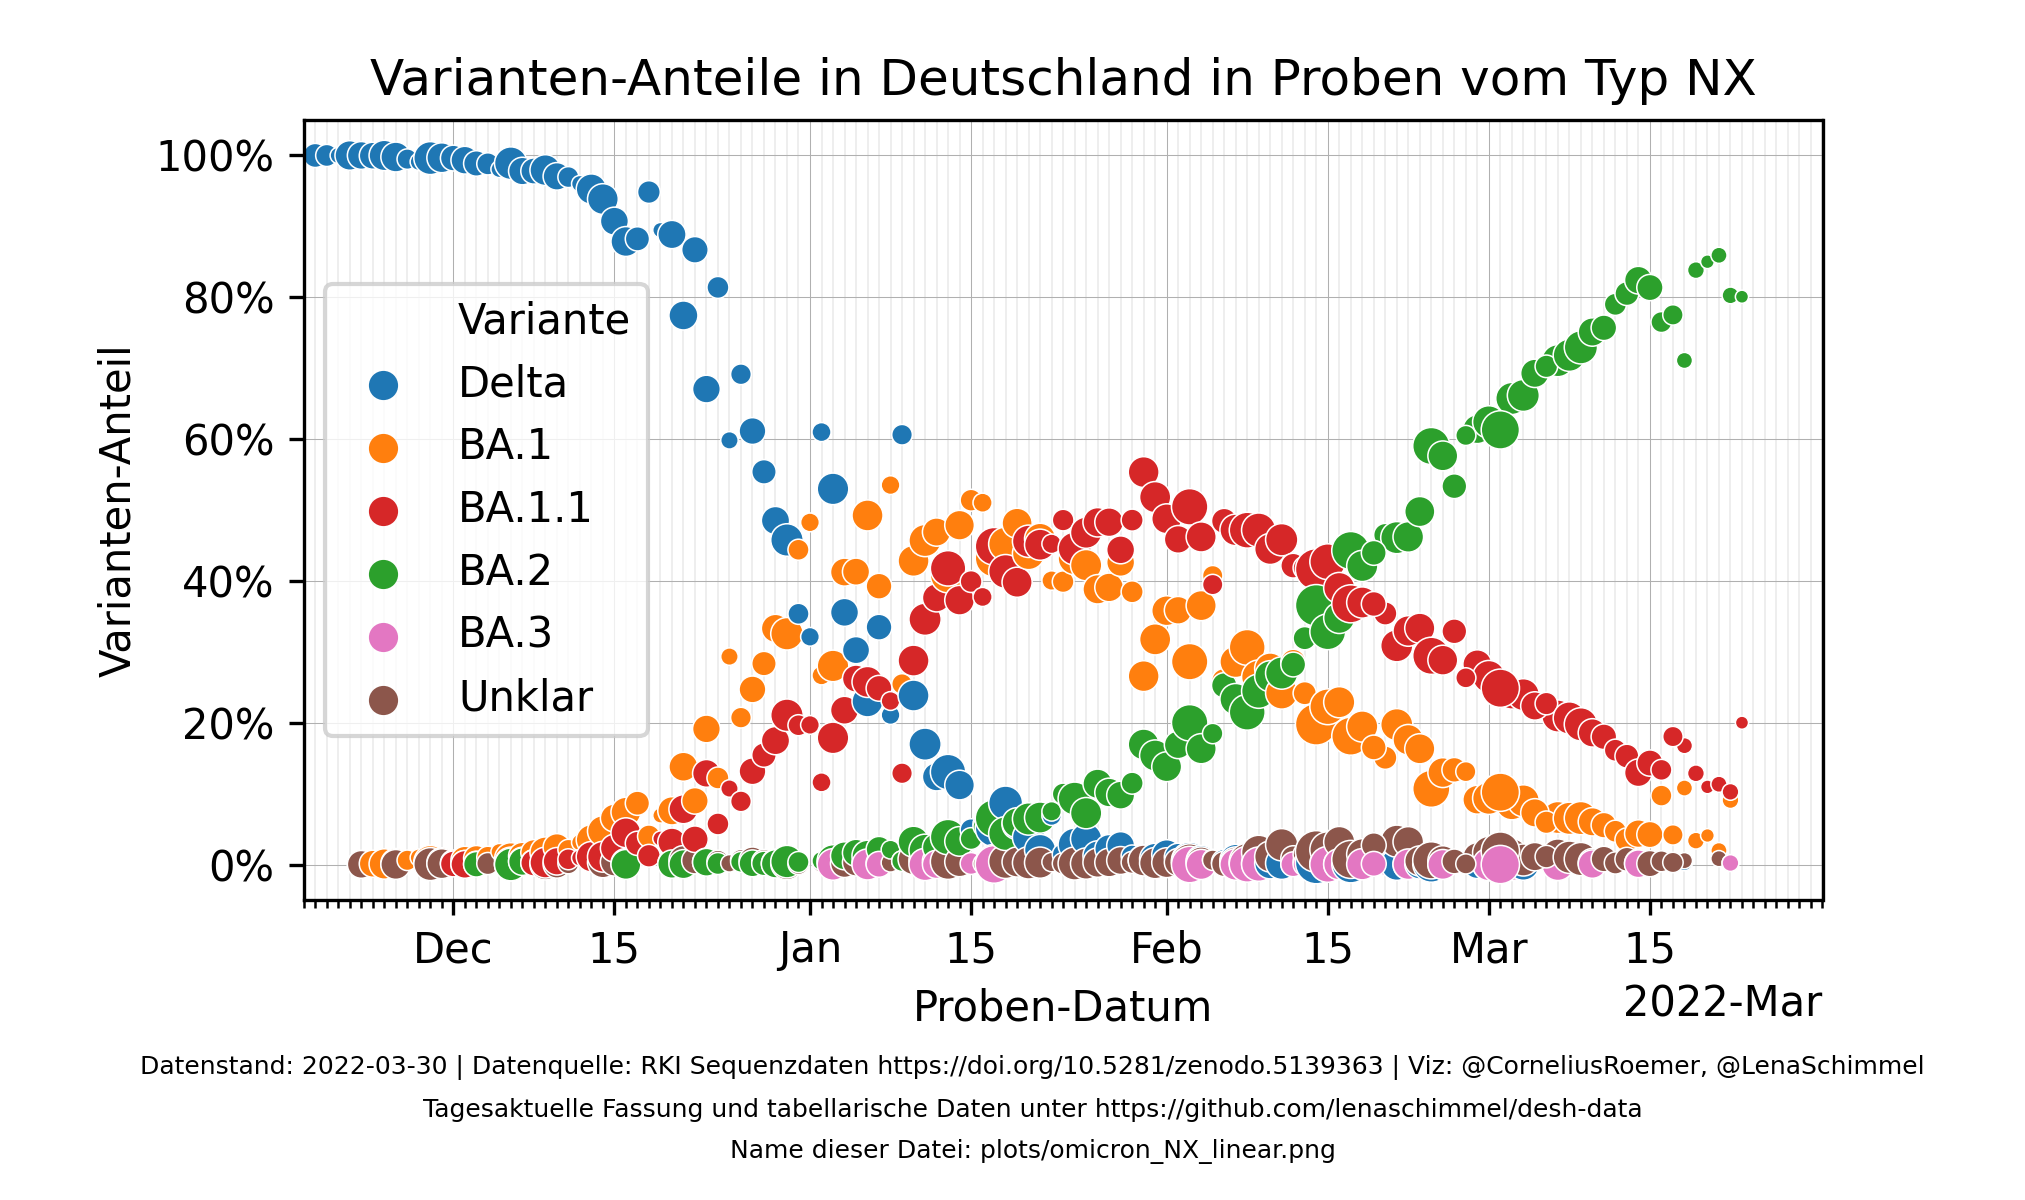 Varianten-Anteile in Deutschland in Proben vom Typ NX
Varianten-Anteil
100%
80%
60%
40%
20%
0%
Variante
Delta
BA.1
BA.1.1
BA.2
BA.3
Unklar
Dec 15 Jan 15 Feb 15 Mar 15
2022-Mar
Proben-Datum
Datenstand: 2022-03-30 | Datenquelle: RKI Sequenzdaten https://doi.org/10.5281/zenodo.5139363 | Viz: @CorneliusRoemer, @LenaSchimmel
Tagesaktuelle Fassung und tabellarische Daten unter https://github.com/lenaschimmel/desh-data
Name dieser Datei: plots/omicron_NX_linear.png